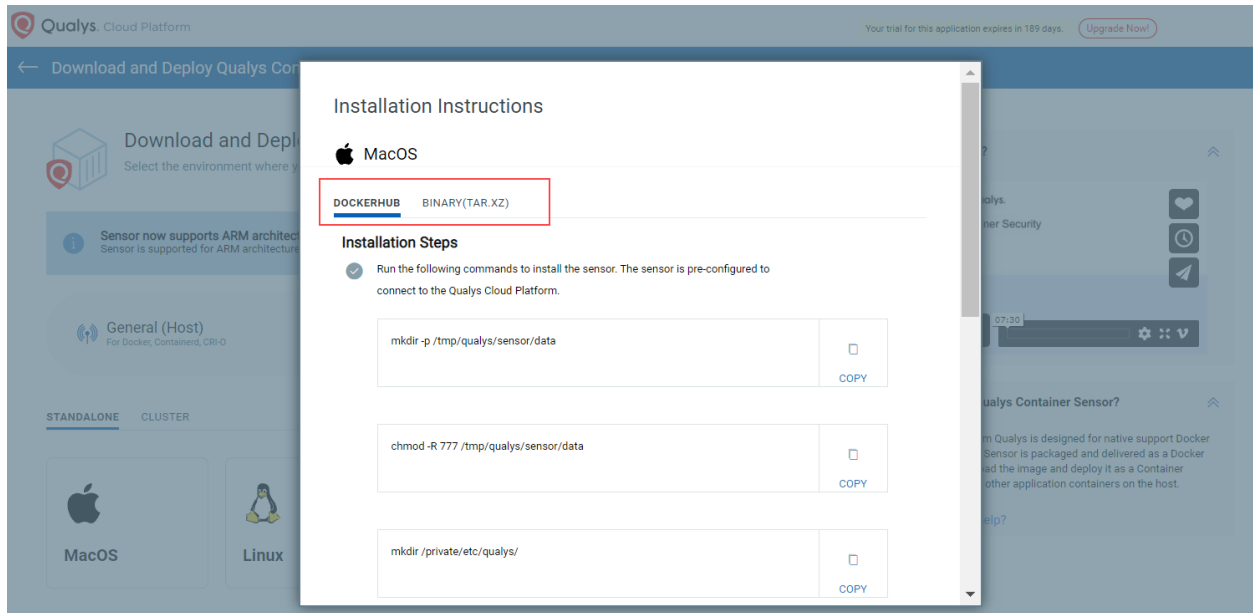 Qualys. Cloud Platform
Your trial for this application expires in 189 days.
Upgrade Now!
Download and Deploy Qualys Con
Download and Depl
Select the environment where y
Sensor now supports ARM architec
Sensor is supported for ARM architecture
General (Host)
For Docker, Containerd, CRI-O
STANDALONE CLUSTER
MacOS
Linux
Installation Instructions
MacOS
DOCKERHUB BINARY(TAR.XZ)
Installation Steps
Run the following commands to install the sensor. The sensor is pre-configured to
connect to the Qualys Cloud Platform.
mkdir -p /tmp/qualys/sensor/data
COPY
chmod -R 777 /tmp/qualys/sensor/data
COPY
mkdir /private/etc/qualys/
COPY
?
alys.
ner Security
07:30
ualys Container Sensor?
m Qualys is designed for native support Docker
Sensor is packaged and delivered as a Docker
ad the image and deploy it as a Container
other application containers on the host.
elp?